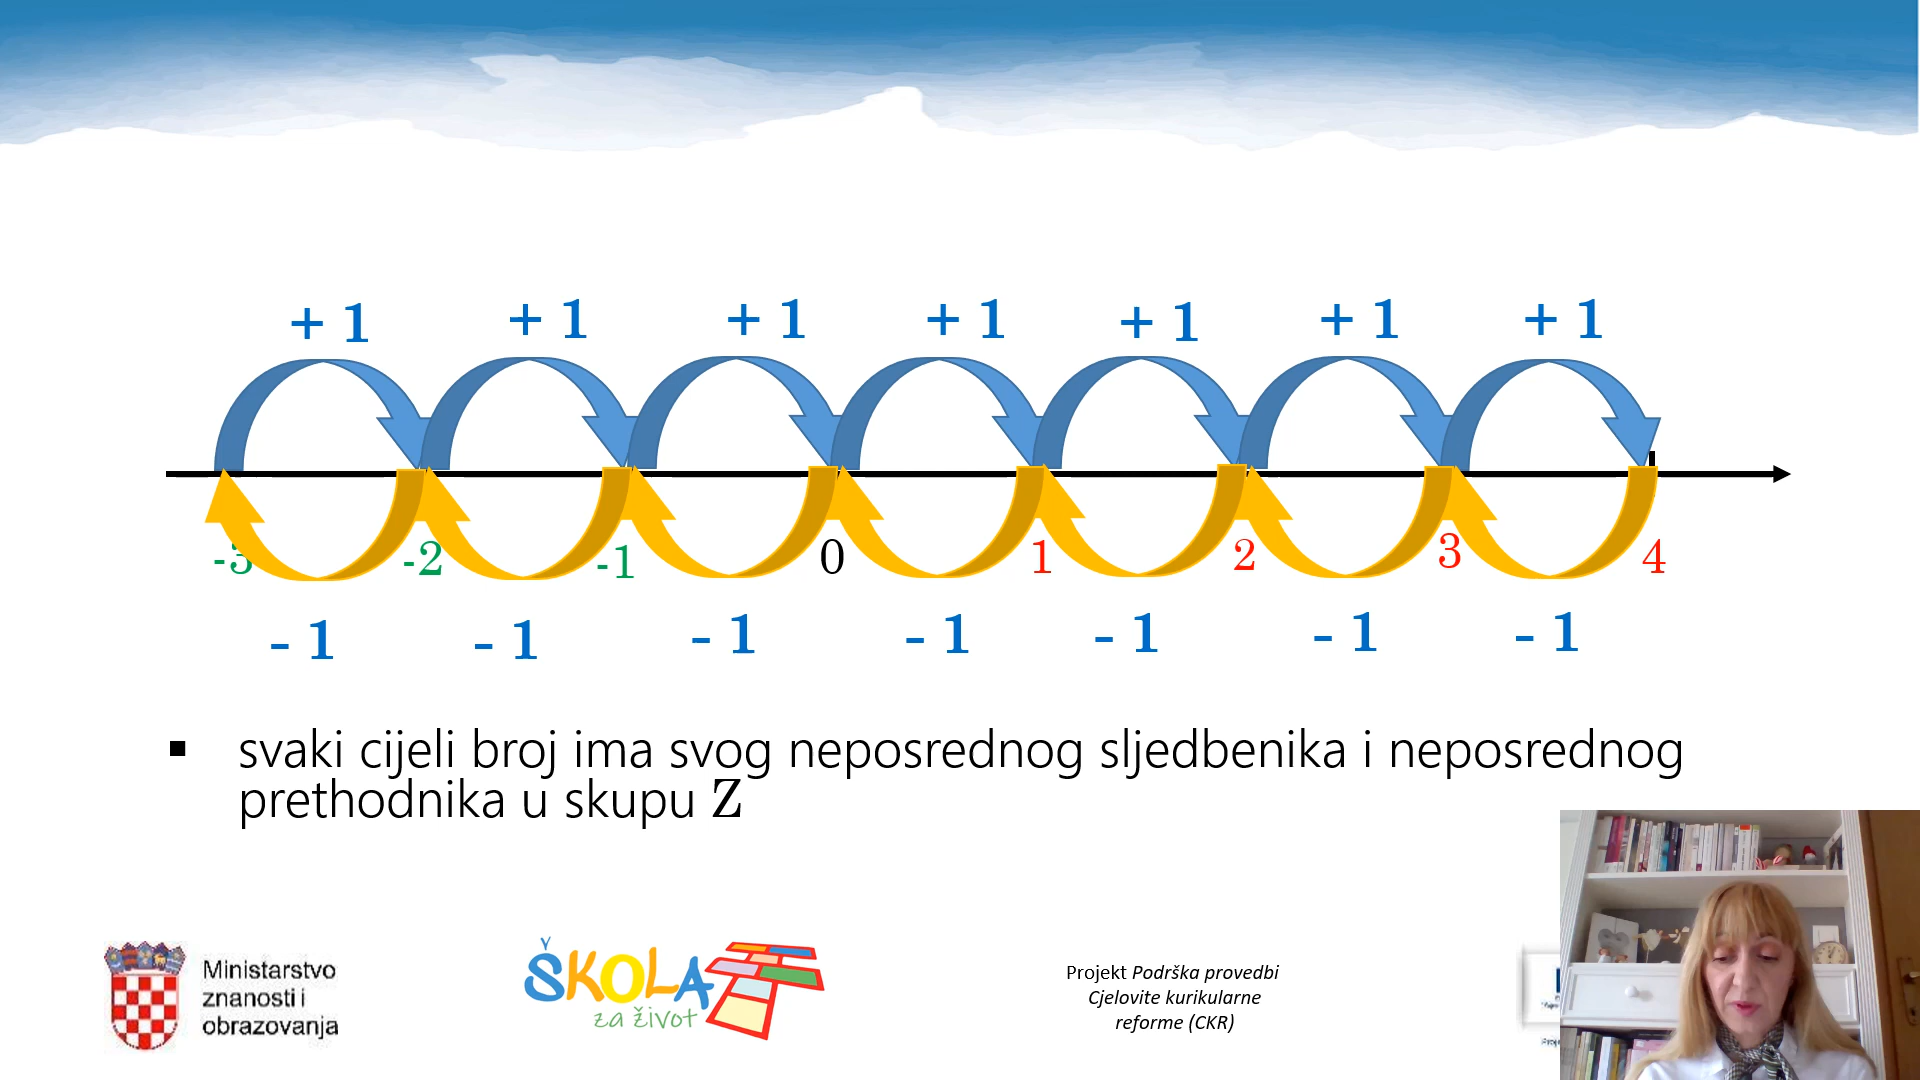 + 1 + 1 + 1 + 1 + 1 + 1 + 1
-3 -2 -1 0 1 2 3 4
- 1 - 1 - 1 - 1 - 1 - 1 - 1
▪ svaki cijeli broj ima svog neposrednog sljedbenika i neposrednog
prethodnika u skupu Z
Ministarstvo
znanosti i
obrazovanja
ŠKOLA
za život
Projekt Podrška provedbi
Cjelovite kurikularne
reforme (CKR)